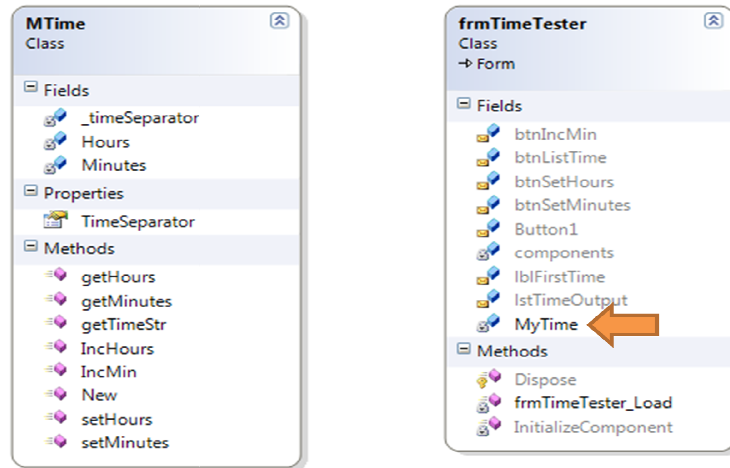 MTime
Class
Fields
_timeSeparator
Hours
Minutes
Properties
TimeSeparator
Methods
getHours
getMinutes
getTimeStr
IncHours
IncMin
New
setHours
setMinutes
frmTimeTester
Class
Form
Fields
btnIncMin
btnListTime
btnSetHours
btnSetMinutes
Button1
components
lblFirstTime
lstTimeOutput
MyTime
Methods
Dispose
frmTimeTester_Load
InitializeComponent